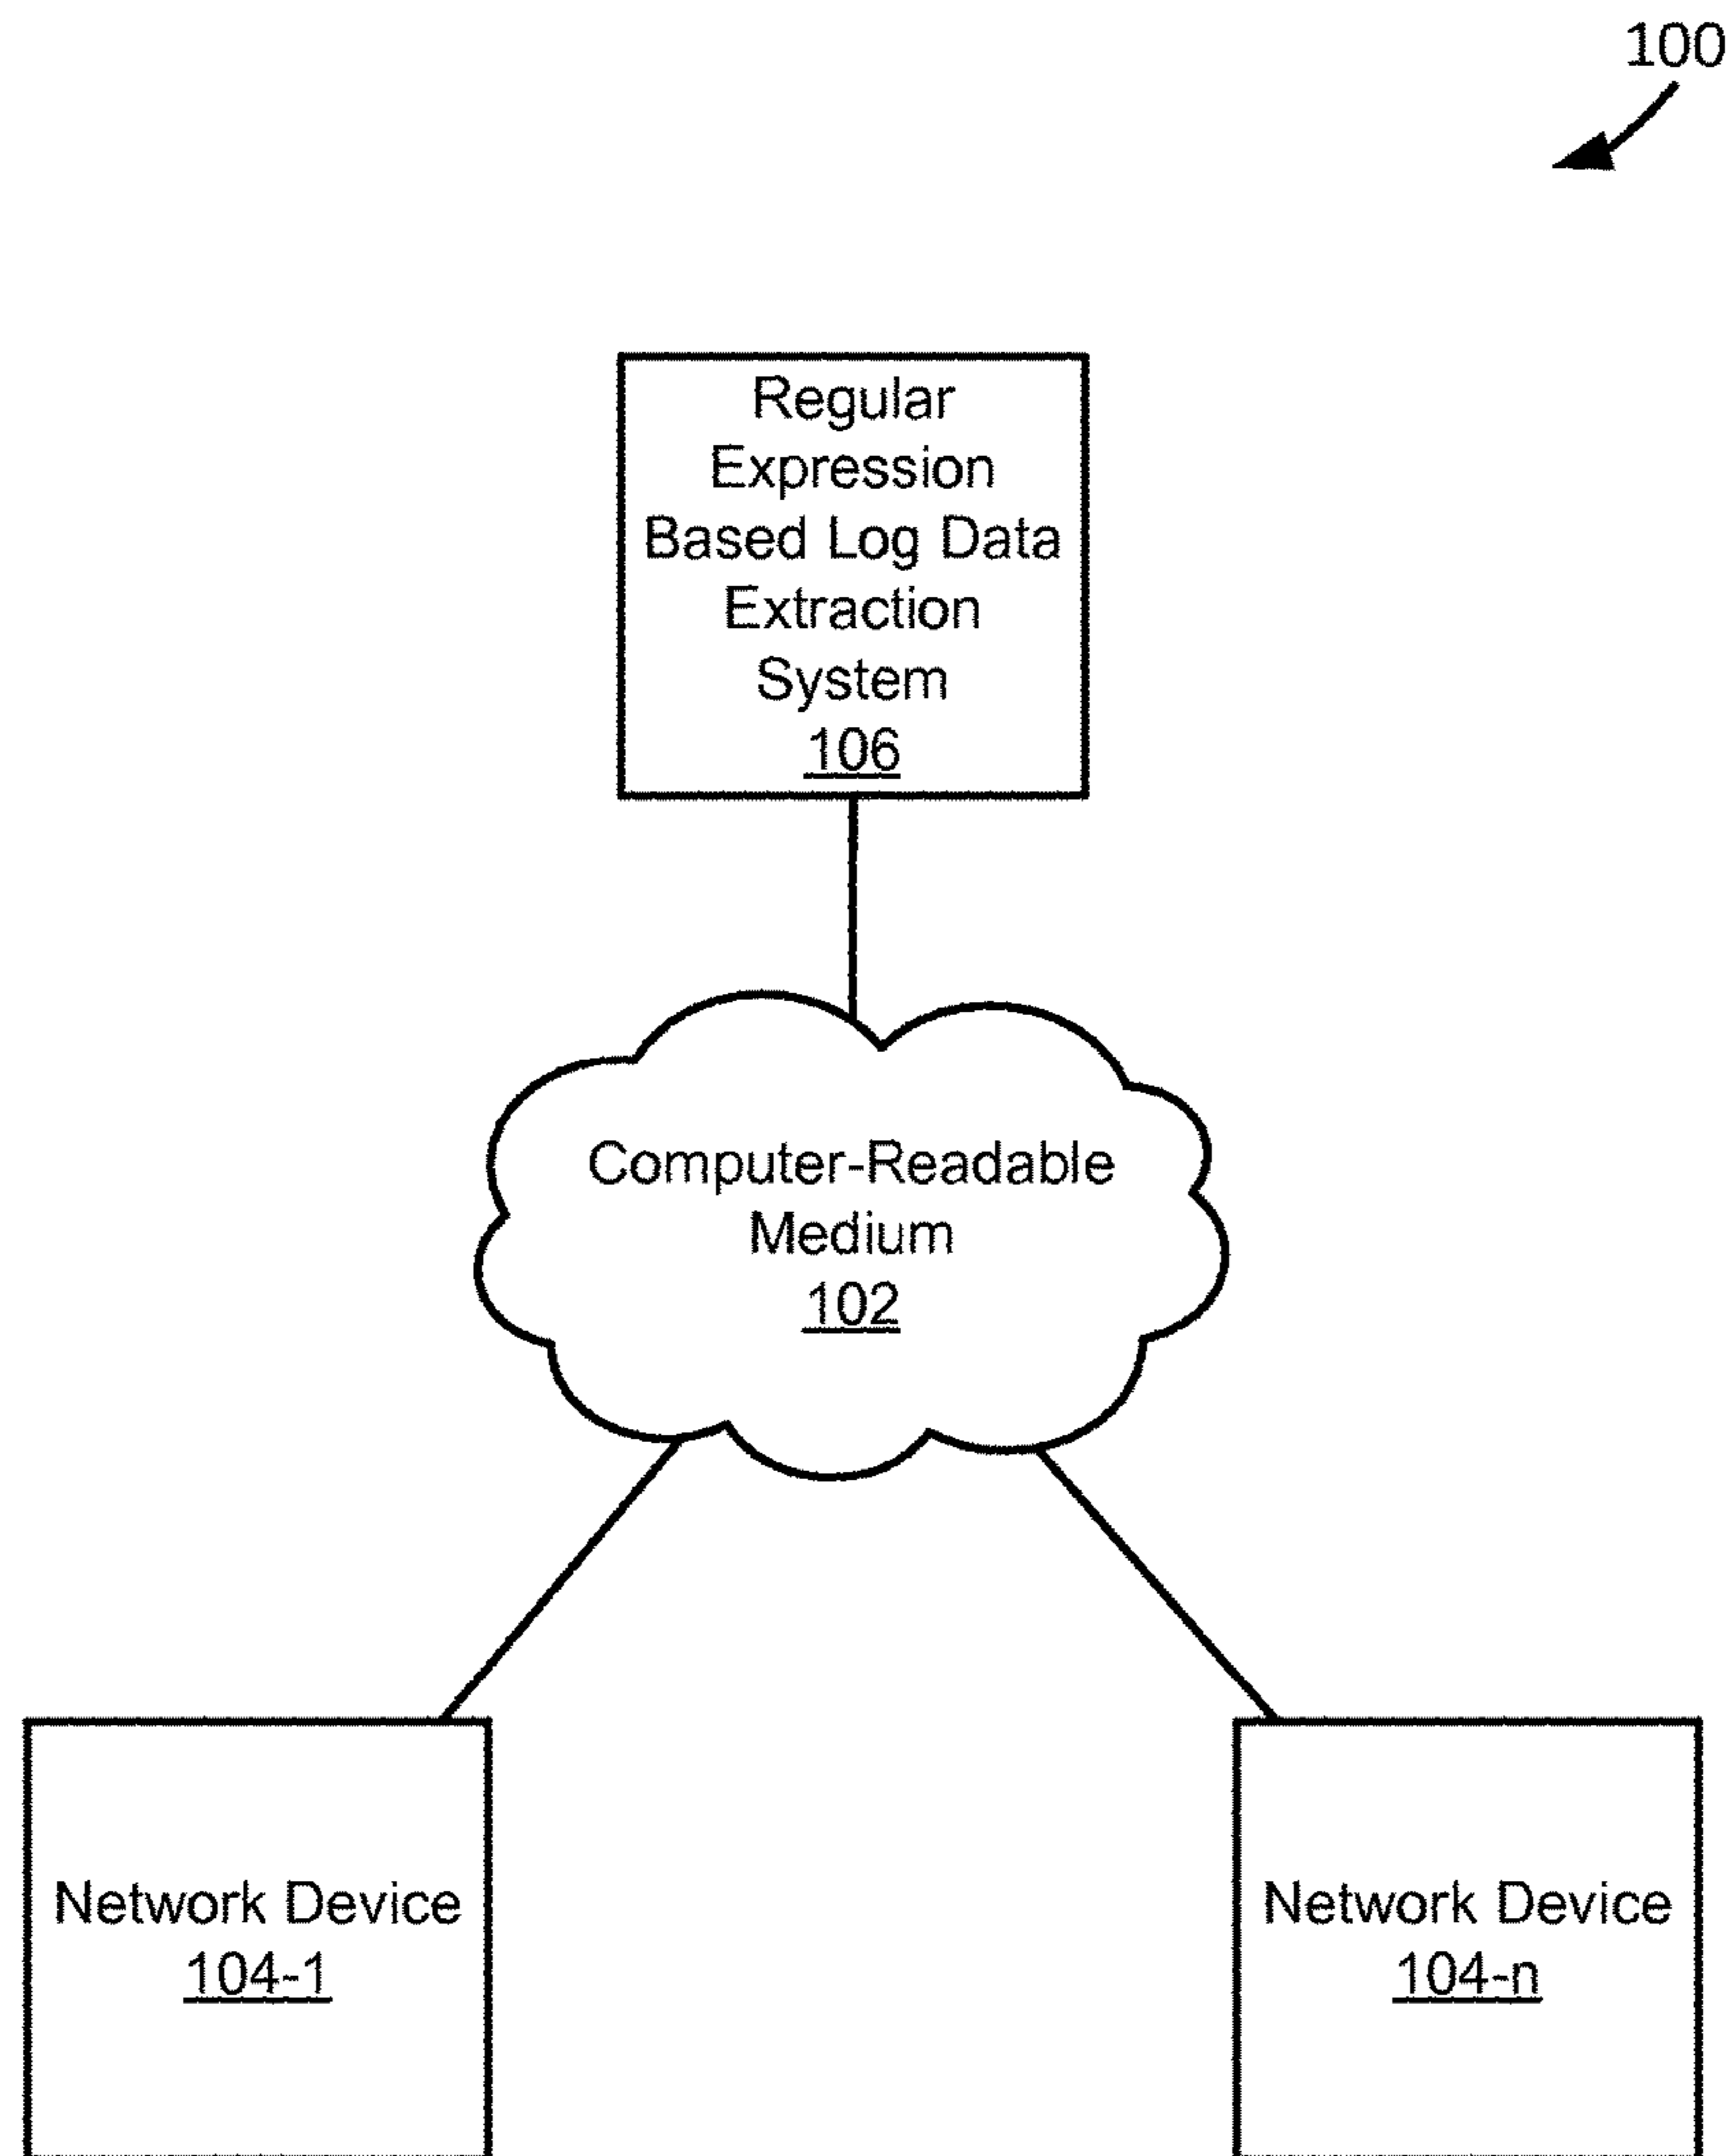 100
Regular
Expression
Based Log Data
Extraction
System
106
Computer-Readable
Medium
102
Network Device
104-1
Network Device
104-n